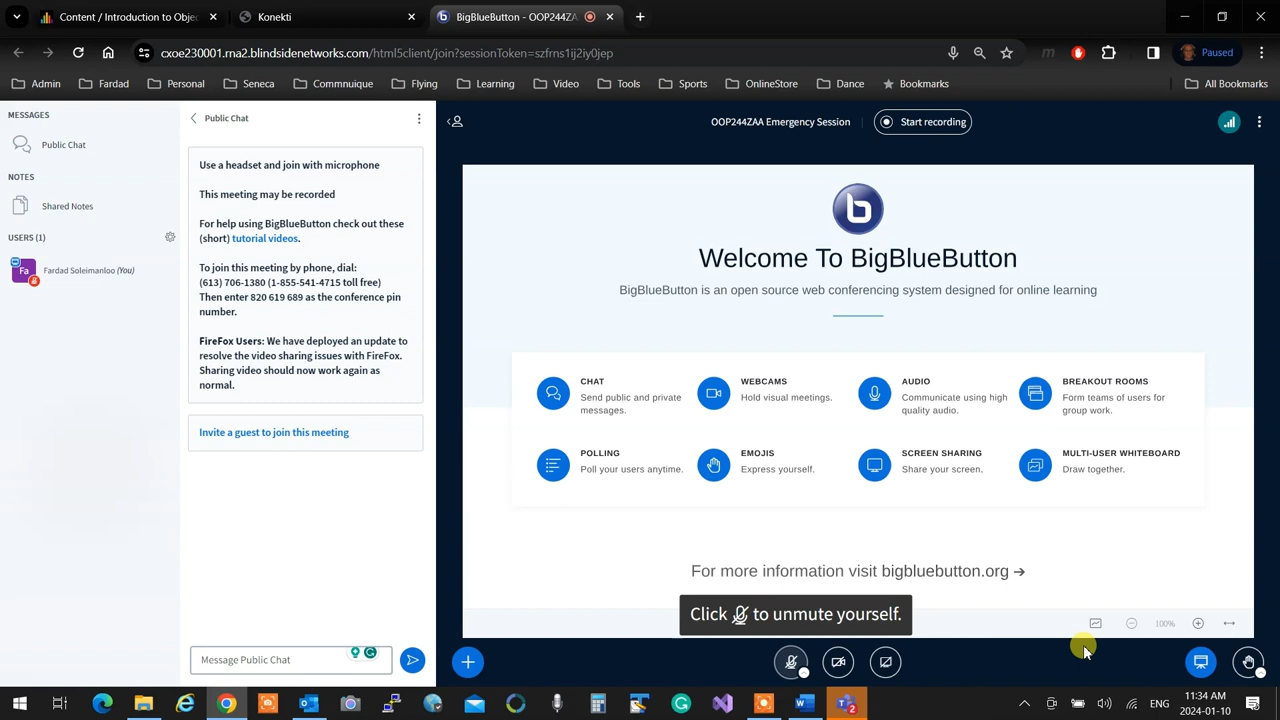 Content / Introduction to Objec
Konekti
BigBlueButton - OOP244ZA
cxoe230001.rna2.blindsidenetworks.com/html5client/join?sessionToken=szfrns1ij2iy0jep
Paused
Admin
Fardad
Personal
Seneca
Commnuique
Flying
Learning
Video
Tools
Sports
OnlineStore
Dance
Bookmarks
All Bookmarks
MESSAGES
Public Chat
NOTES
Shared Notes
USERS (1)
Fa
Fardad Soleimanloo (You)
Public Chat
Use a headset and join with microphone
This meeting may be recorded
For help using BigBlueButton check out these
(short) tutorial videos.
To join this meeting by phone, dial:
(613) 706-1380 (1-855-541-4715 toll free)
Then enter 820 619 689 as the conference pin
number.
FireFox Users: We have deployed an update to
resolve the video sharing issues with FireFox.
Sharing video should now work again as
normal.
Invite a guest to join this meeting
Message Public Chat
OOP244ZAA Emergency Session
Start recording
b
Welcome To BigBlueButton
BigBlueButton is an open source web conferencing system designed for online learning
CHAT
Send public and private
messages.
WEBCAMS
Hold visual meetings.
AUDIO
Communicate using high
quality audio.
BREAKOUT ROOMS
Form teams of users for
group work.
POLLING
Poll your users anytime.
EMOJIS
Express yourself.
SCREEN SHARING
Share your screen.
MULTI-USER WHITEBOARD
Draw together.
For more information visit bigbluebutton.org →
Click to unmute yourself.
100%
ENG
11:34 AM
2024-01-10